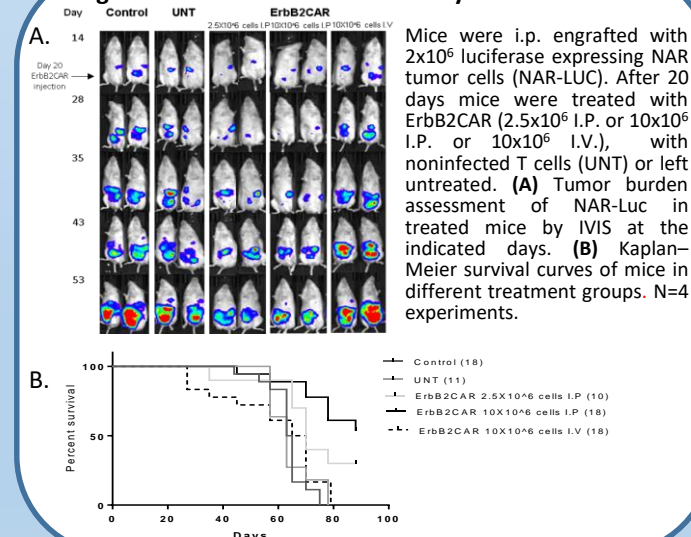 Day Control UNT ErbB2CAR
2.5X10^6 cells I.P 10X10^6 cells I.P 10X10^6 cells I.V
A.
14
Day 20
ErbB2CAR
injection
28
35
43
53
Mice were i.p. engrafted with
2x10⁶ luciferase expressing NAR
tumor cells (NAR-LUC). After 20
days mice were treated with
ErbB2CAR (2.5x10⁶ I.P. or 10x10⁶
I.P. or 10x10⁶ I.V.), with
noninfected T cells (UNT) or left
untreated. (A) Tumor burden
assessment of NAR-Luc in
treated mice by IVIS at the
indicated days. (B) Kaplan–
Meier survival curves of mice in
different treatment groups. N=4
experiments.
B.
Percent survival
100
50
0
0 20 40 60 80 100
Days
Control (18)
UNT (11)
ErbB2CAR 2.5X10^6 cells I.P (10)
ErbB2CAR 10X10^6 cells I.P (18)
ErbB2CAR 10X10^6 cells I.V (18)